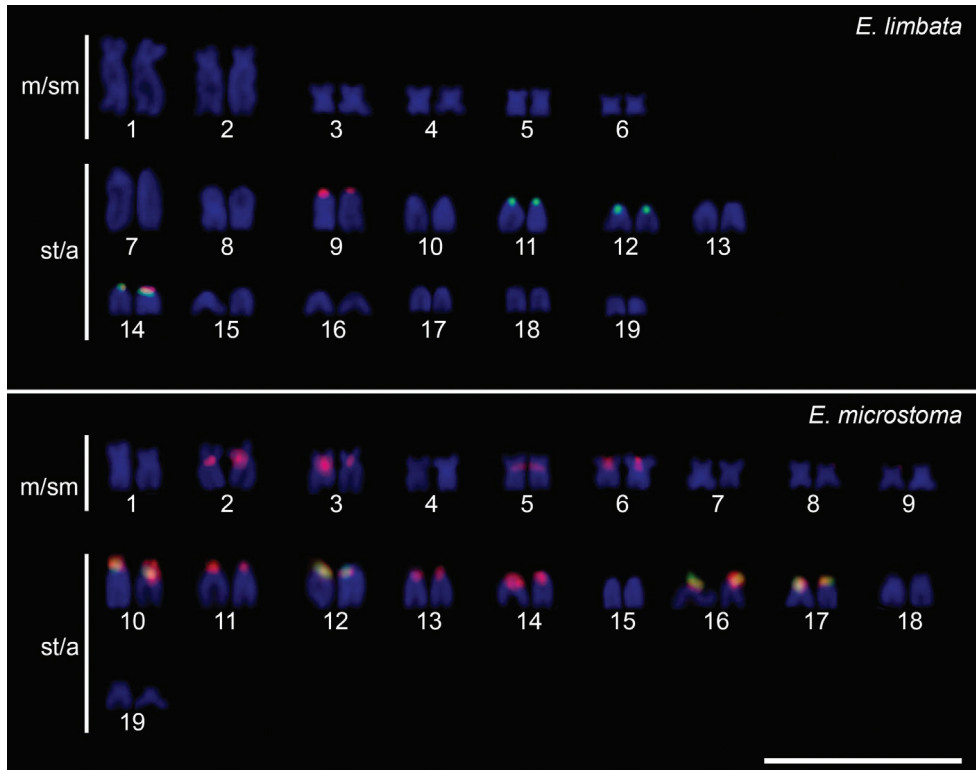 E. limbata
m/sm
1 2 3 4 5 6
st/a
7 8 9 10 11 12 13
14 15 16 17 18 19
E. microstoma
m/sm
1 2 3 4 5 6 7 8 9
st/a
10 11 12 13 14 15 16 17 18
19